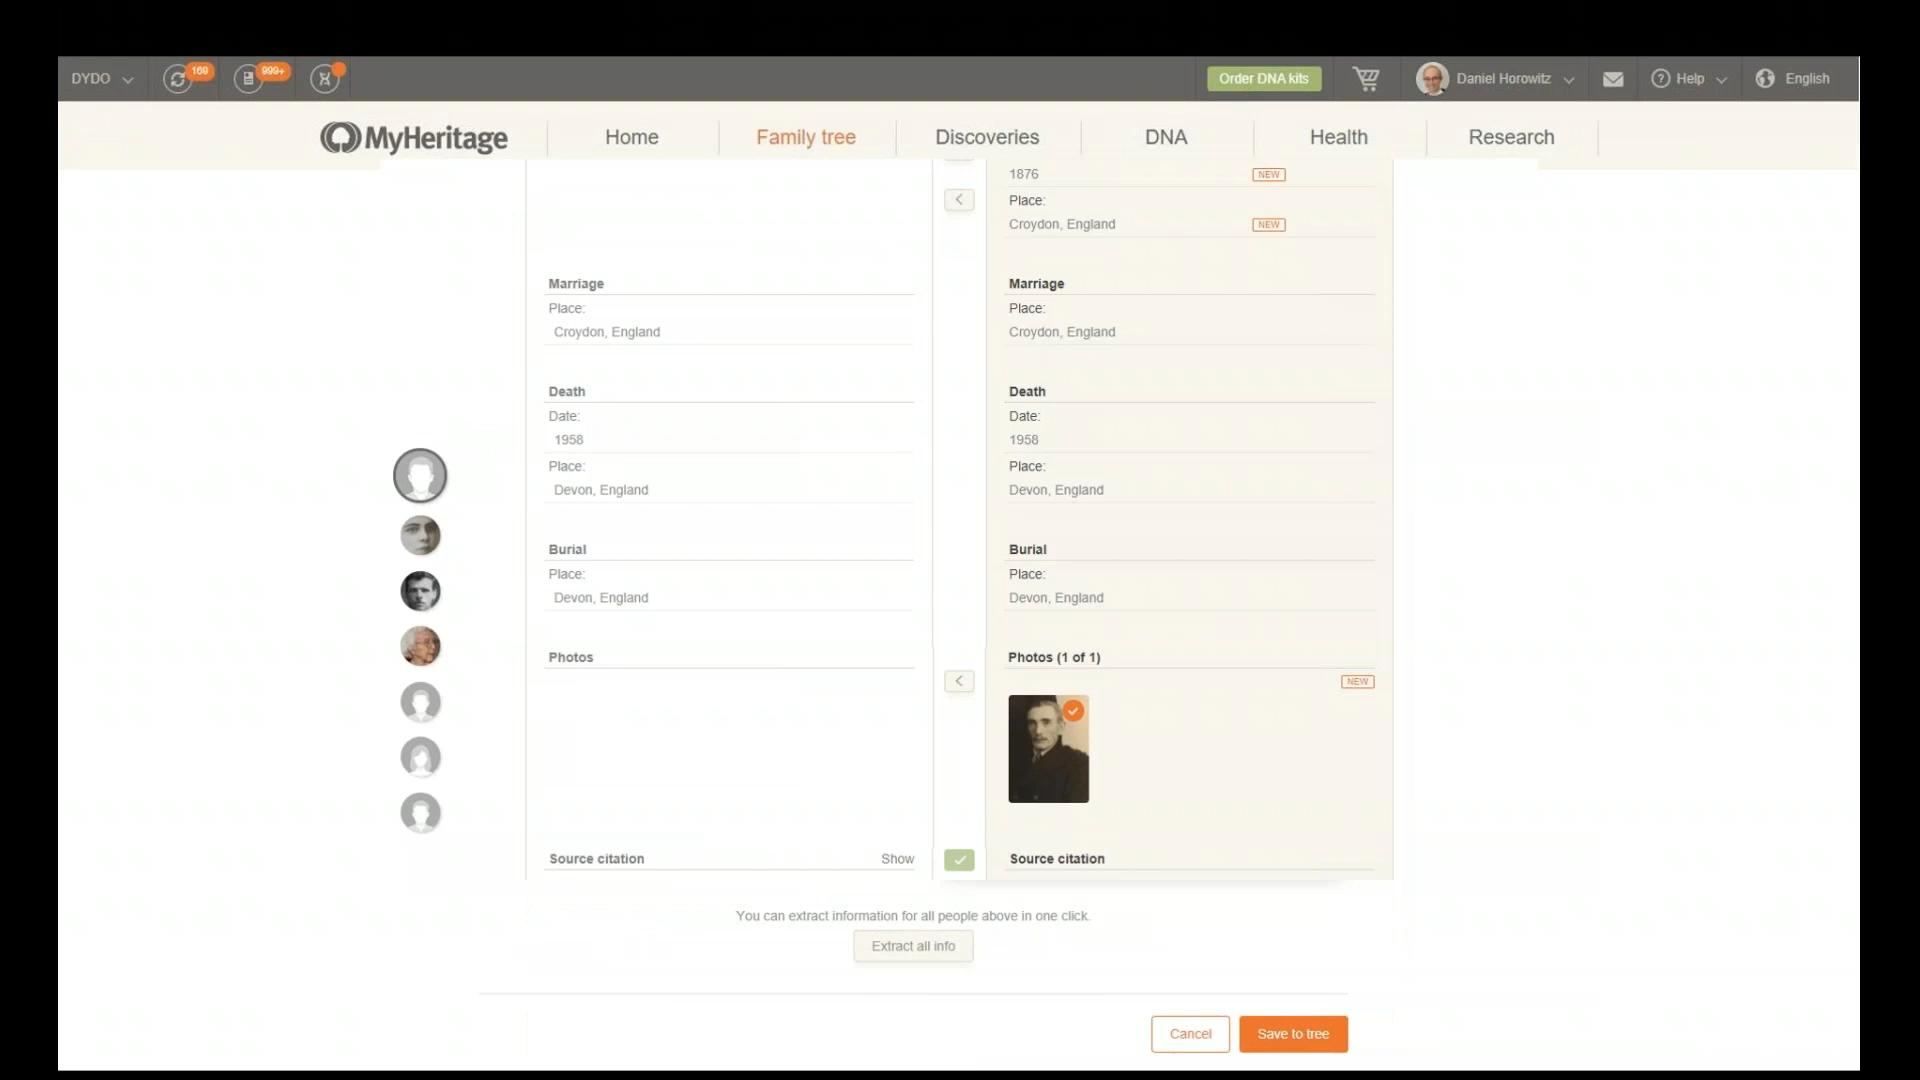 DYDO
169
999+
Order DNA kits
Daniel Horowitz
Help
English
MyHeritage
Home
Family tree
Discoveries
DNA
Health
Research
1876
NEW
Place:
Croydon, England
NEW
Marriage
Marriage
Place:
Place:
Croydon, England
Croydon, England
Death
Death
Date:
Date:
1958
1958
Place:
Place:
Devon, England
Devon, England
Burial
Burial
Place:
Place:
Devon, England
Devon, England
Photos
Photos (1 of 1)
NEW
Source citation
Show
Source citation
You can extract information for all people above in one click.
Extract all info
Cancel
Save to tree